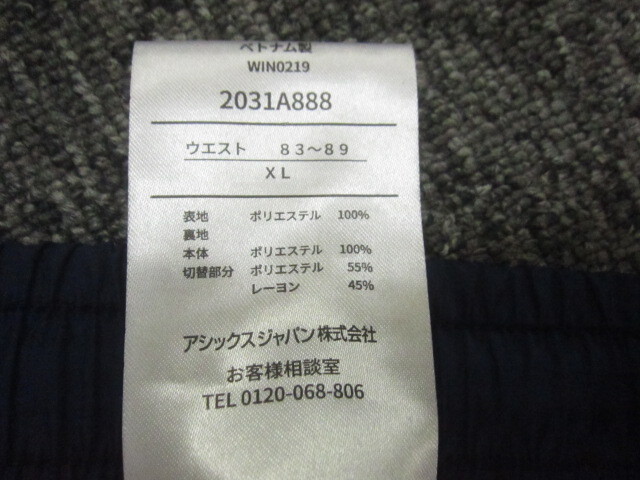 ベトナム製
WIN0219
2031A888
ウエスト　８３～８９
ＸＬ
表地　ポリエステル　100%
裏地
本体　ポリエステル　100%
切替部分　ポリエステル　55%
レーヨン　45%
アシックスジャパン株式会社
お客様相談室
TEL 0120-068-806